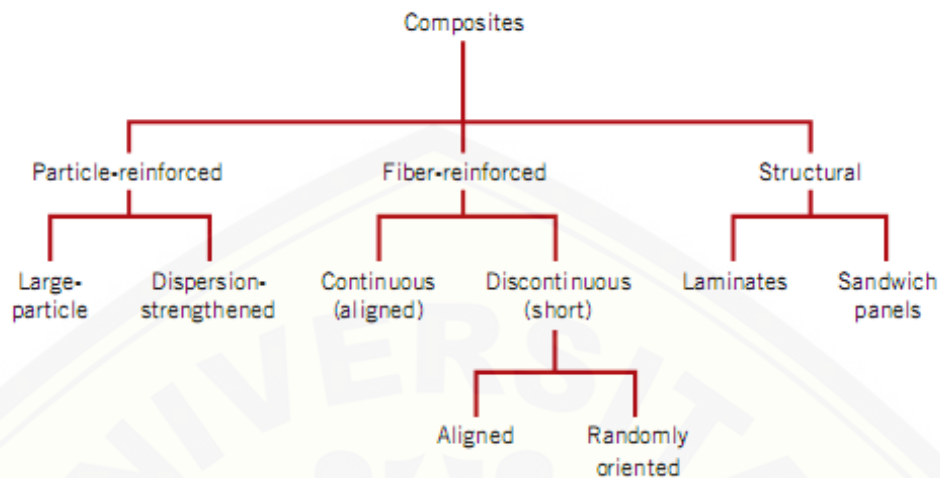 Composites
Particle-reinforced
Fiber-reinforced
Structural
Large-
particle
Dispersion-
strengthened
Continuous
(aligned)
Discontinuous
(short)
Laminates
Sandwich
panels
Aligned
Randomly
oriented